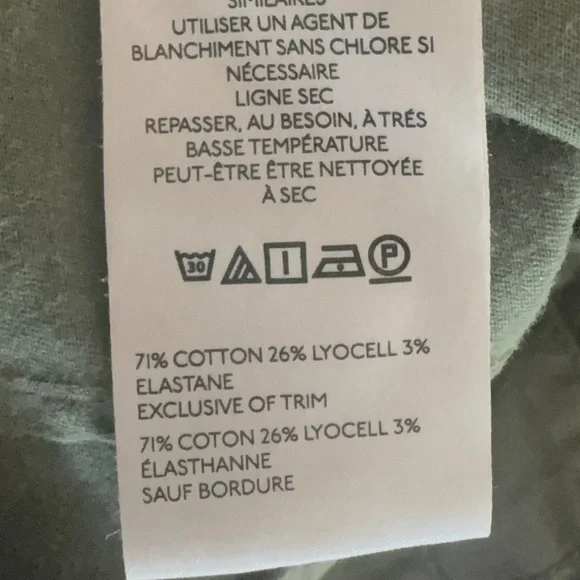 SIMILAIRES
UTILISER UN AGENT DE
BLANCHIMENT SANS CHLORE SI
NÉCESSAIRE
LIGNE SEC
REPASSER, AU BESOIN, À TRÉS
BASSE TEMPÉRATURE
PEUT-ÊTRE ÊTRE NETTOYÉE
À SEC
30 P
71% COTTON 26% LYOCELL 3%
ELASTANE
EXCLUSIVE OF TRIM
71% COTON 26% LYOCELL 3%
ÉLASTHANNE
SAUF BORDURE